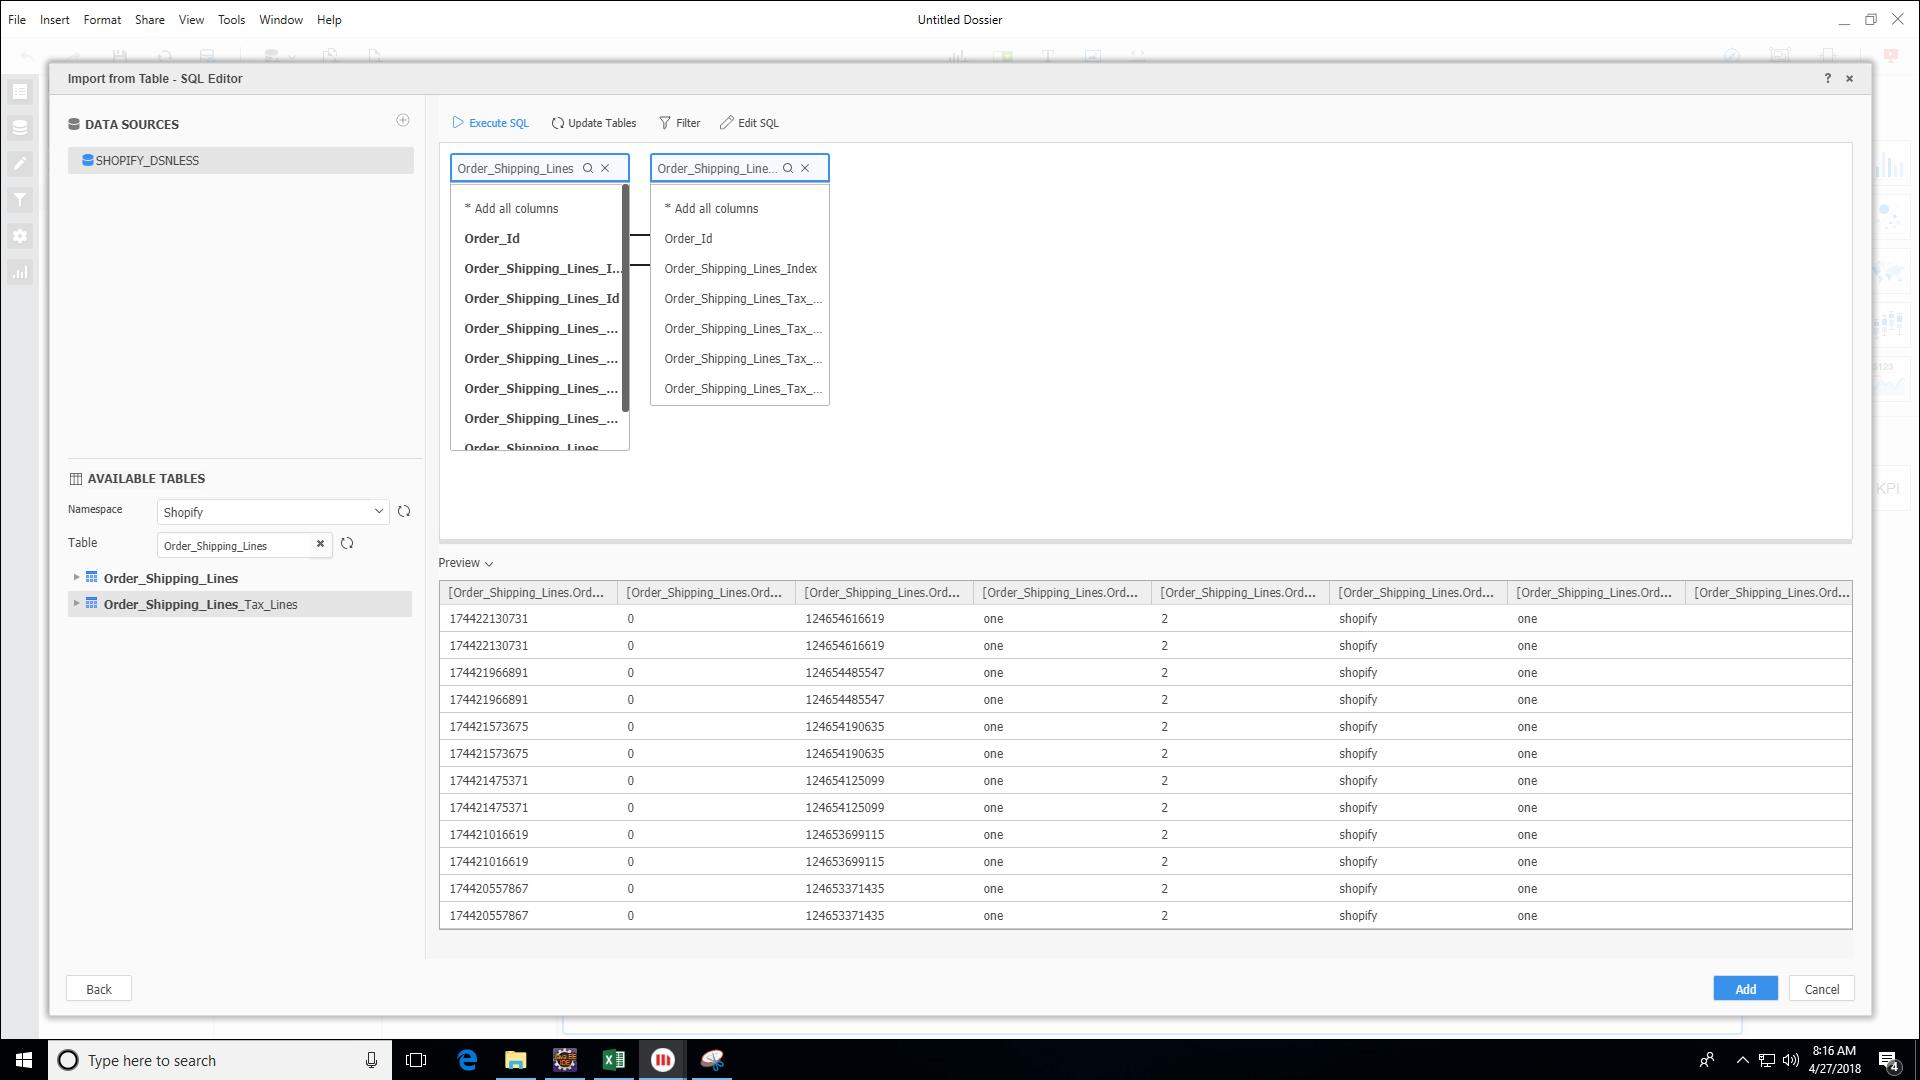 File Insert Format Share View Tools Window Help
Untitled Dossier
Import from Table - SQL Editor
? ×
DATA SOURCES
SHOPIFY_DSNLESS
Execute SQL Update Tables Filter Edit SQL
Order_Shipping_Lines
* Add all columns
Order_Id
Order_Shipping_Lines_I...
Order_Shipping_Lines_Id
Order_Shipping_Lines_...
Order_Shipping_Lines_...
Order_Shipping_Lines_...
Order_Shipping_Lines_...
Order_Shipping_Lines
Order_Shipping_Line...
* Add all columns
Order_Id
Order_Shipping_Lines_Index
Order_Shipping_Lines_Tax_...
Order_Shipping_Lines_Tax_...
Order_Shipping_Lines_Tax_...
Order_Shipping_Lines_Tax_...
AVAILABLE TABLES
Namespace Shopify
Table Order_Shipping_Lines
Order_Shipping_Lines
Order_Shipping_Lines_Tax_Lines
Preview
[Order_Shipping_Lines.Ord... [Order_Shipping_Lines.Ord... [Order_Shipping_Lines.Ord... [Order_Shipping_Lines.Ord... [Order_Shipping_Lines.Ord... [Order_Shipping_Lines.Ord... [Order_Shipping_Lines.Ord... [Order_Shipping_Lines.Ord...
174422130731 0 124654616619 one 2 shopify one
174422130731 0 124654616619 one 2 shopify one
174421966891 0 124654485547 one 2 shopify one
174421966891 0 124654485547 one 2 shopify one
174421573675 0 124654190635 one 2 shopify one
174421573675 0 124654190635 one 2 shopify one
174421475371 0 124654125099 one 2 shopify one
174421475371 0 124654125099 one 2 shopify one
174421016619 0 124653699115 one 2 shopify one
174421016619 0 124653699115 one 2 shopify one
174420557867 0 124653371435 one 2 shopify one
174420557867 0 124653371435 one 2 shopify one
KPI
Back
Add
Cancel
Type here to search
8:16 AM
4/27/2018
4